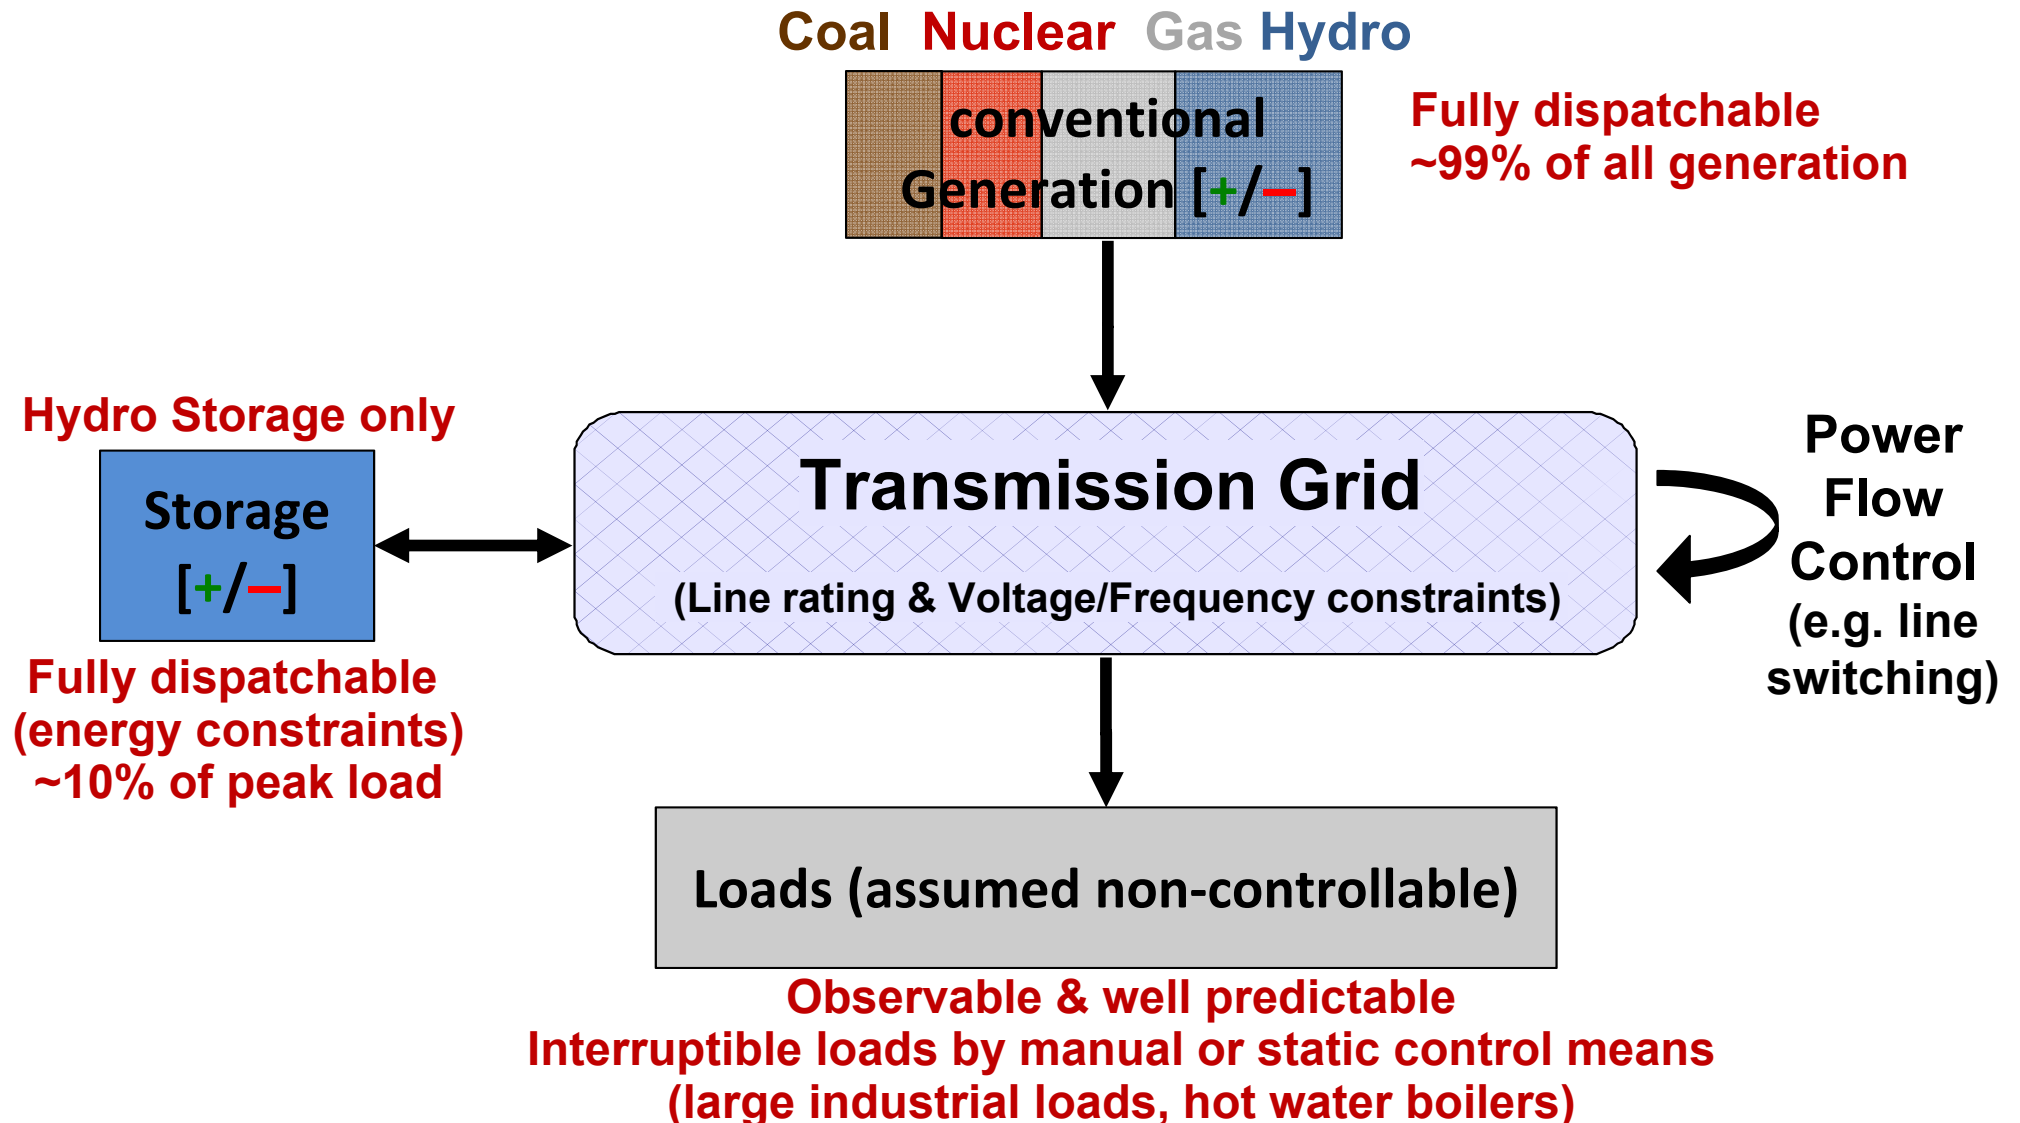 Coal Nuclear Gas Hydro
conventional
Generation [+/–]
Fully dispatchable
~99% of all generation
Hydro Storage only
Storage
[+/–]
Fully dispatchable
(energy constraints)
~10% of peak load
Transmission Grid
(Line rating & Voltage/Frequency constraints)
Power
Flow
Control
(e.g. line
switching)
Loads (assumed non-controllable)
Observable & well predictable
Interruptible loads by manual or static control means
(large industrial loads, hot water boilers)